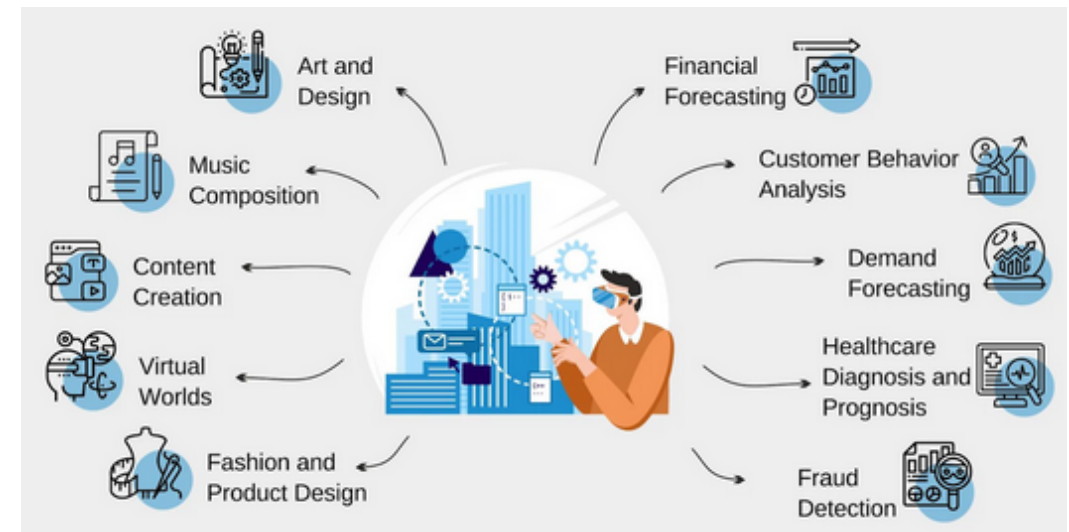 Art and
Design
Music
Composition
Content
Creation
Virtual
Worlds
Fashion and
Product Design
Financial
Forecasting
Customer Behavior
Analysis
Demand
Forecasting
Healthcare
Diagnosis and
Prognosis
Fraud
Detection